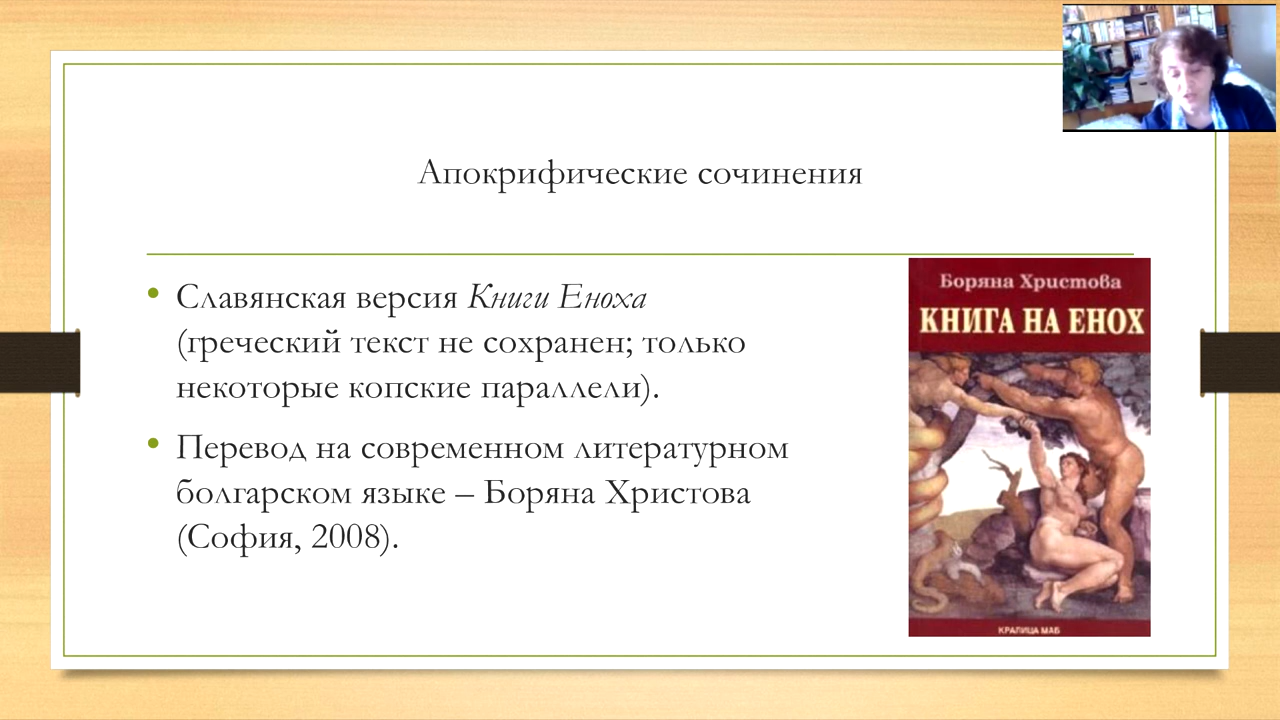 Апокрифические сочинения
Славянская версия Книги Еноха
(греческий текст не сохранен; только
некоторые копские параллели).
Перевод на современном литературном
болгарском языке – Боряна Христова
(София, 2008).
Боряна Христова
КНИГА НА ЕНОХ
КРАЛИЦА МАБ